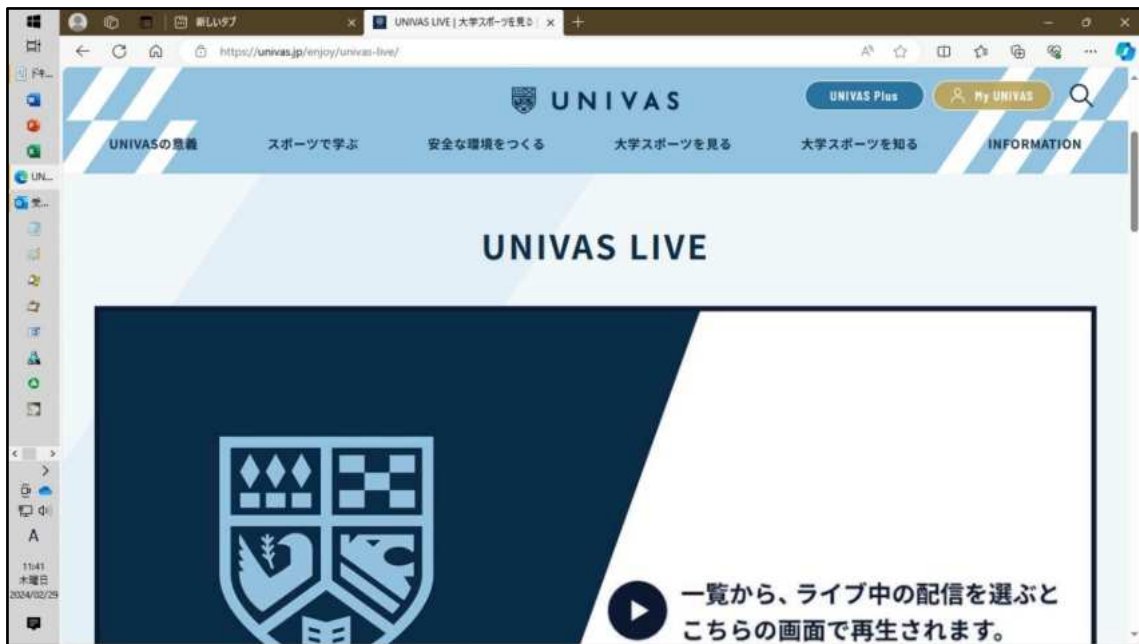 新しいタブ
UNIVAS LIVE | 大学スポーツを見る
https://univas.jp/enjoy/univas-live/
UNIVAS
UNIVAS Plus
My UNIVAS
UNIVASの意義
スポーツで学ぶ
安全な環境をつくる
大学スポーツを見る
大学スポーツを知る
INFORMATION
UNIVAS LIVE
一覧から、ライブ中の配信を選ぶと
こちらの画面で再生されます。
ドキ...
UN...
受...
A
11:41
木曜日
2024/02/29